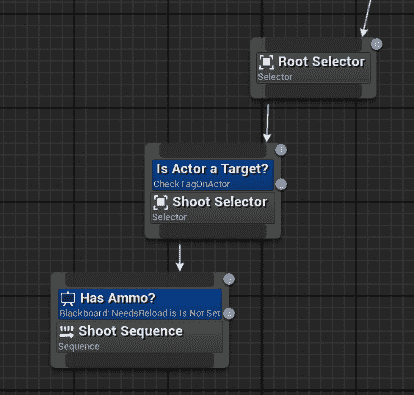 Root Selector
Selector
Is Actor a Target?
CheckTagOnActor
Shoot Selector
Selector
Has Ammo?
Blackboard: NeedsReload is Is Not Set
Shoot Sequence
Sequence